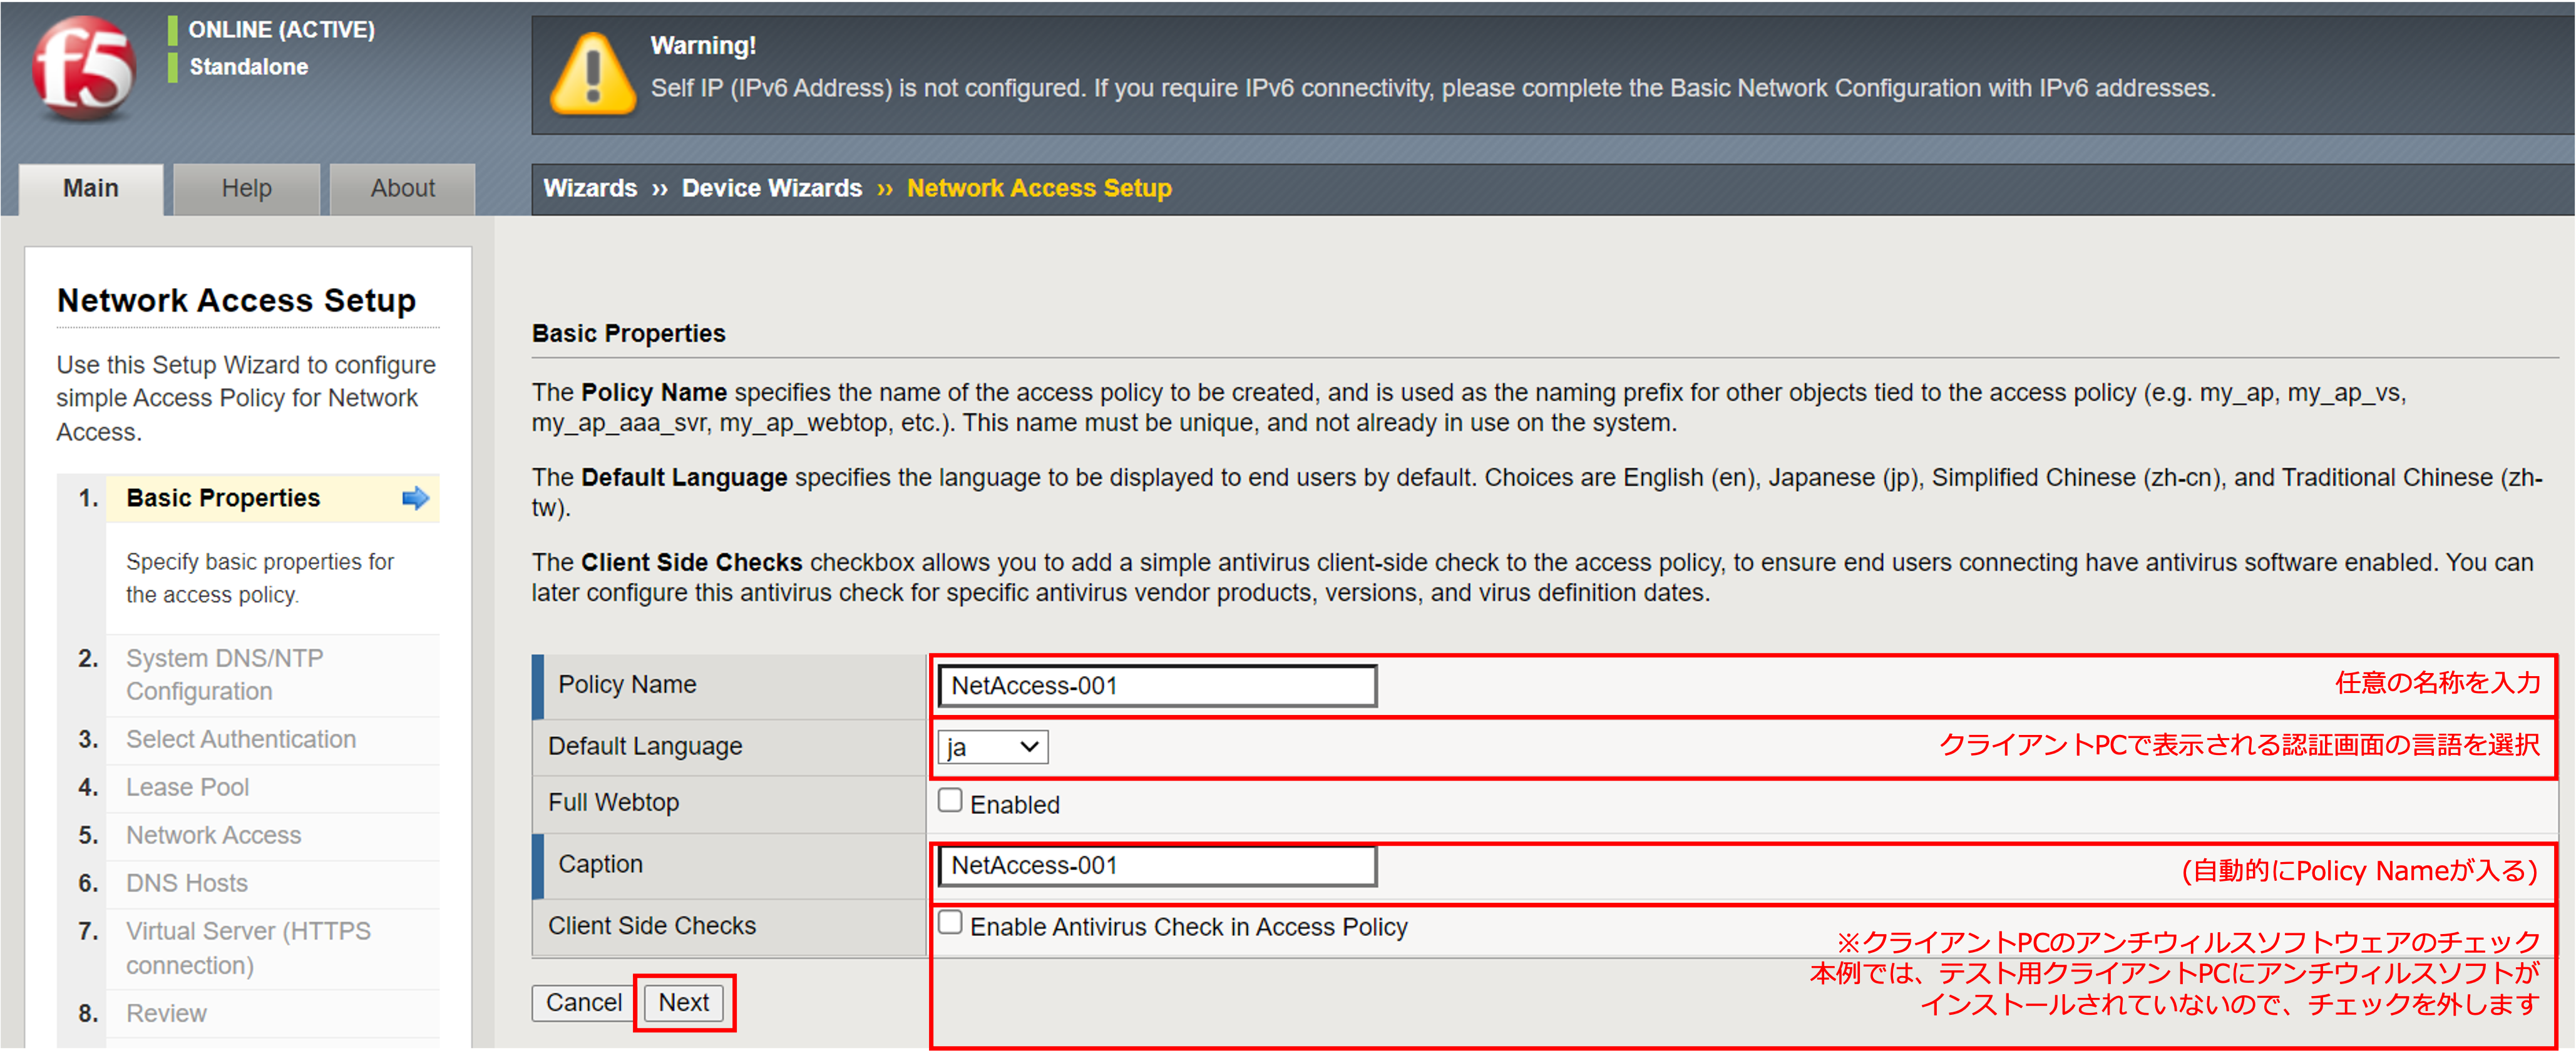 f5
ONLINE (ACTIVE)
Standalone
Warning!
Self IP (IPv6 Address) is not configured. If you require IPv6 connectivity, please complete the Basic Network Configuration with IPv6 addresses.
Main
Help
About
Wizards ›› Device Wizards ›› Network Access Setup
Network Access Setup
Use this Setup Wizard to configure
simple Access Policy for Network
Access.
1. Basic Properties
Specify basic properties for
the access policy.
2. System DNS/NTP
Configuration
3. Select Authentication
4. Lease Pool
5. Network Access
6. DNS Hosts
7. Virtual Server (HTTPS
connection)
8. Review
Basic Properties
The Policy Name specifies the name of the access policy to be created, and is used as the naming prefix for other objects tied to the access policy (e.g. my_ap, my_ap_vs,
my_ap_aaa_svr, my_ap_webtop, etc.). This name must be unique, and not already in use on the system.
The Default Language specifies the language to be displayed to end users by default. Choices are English (en), Japanese (jp), Simplified Chinese (zh-cn), and Traditional Chinese (zh-
tw).
The Client Side Checks checkbox allows you to add a simple antivirus client-side check to the access policy, to ensure end users connecting have antivirus software enabled. You can
later configure this antivirus check for specific antivirus vendor products, versions, and virus definition dates.
Policy Name NetAccess-001 任意の名称を入力
Default Language ja クライアントPCで表示される認証画面の言語を選択
Full Webtop Enabled
Caption NetAccess-001 (自動的にPolicy Nameが入る)
Client Side Checks Enable Antivirus Check in Access Policy
※クライアントPCのアンチウィルスソフトウェアのチェック
本例では、テスト用クライアントPCにアンチウィルスソフトが
インストールされていないので、チェックを外します
Cancel Next